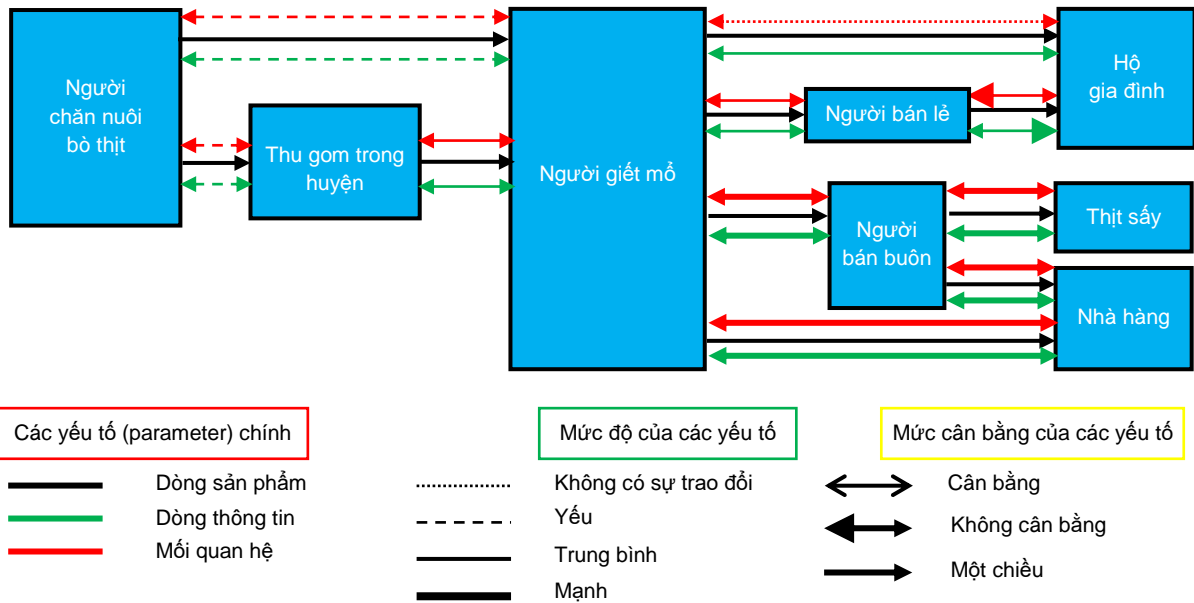 Người
chăn nuôi
bò thịt
Thu gom trong
huyện
Người giết mổ
Người bán lẻ
Hộ
gia đình
Người
bán buôn
Thịt sấy
Nhà hàng
Các yếu tố (parameter) chính
Dòng sản phẩm
Dòng thông tin
Mối quan hệ
Mức độ của các yếu tố
Không có sự trao đổi
Yếu
Trung bình
Mạnh
Mức cân bằng của các yếu tố
Cân bằng
Không cân bằng
Một chiều